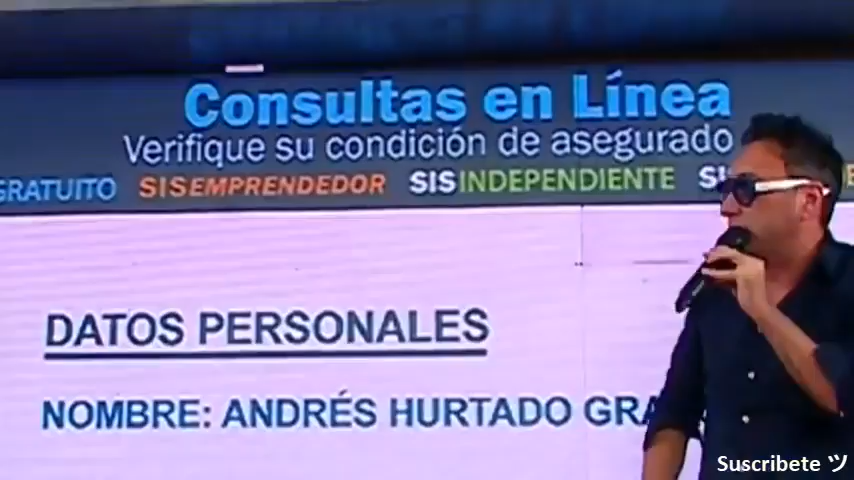 Consultas en Línea
Verifique su condición de asegurado
GRATUITO SISEMPRENDEDOR SISINDEPENDIENTE
DATOS PERSONALES
NOMBRE: ANDRÉS HURTADO
Suscribete ツ